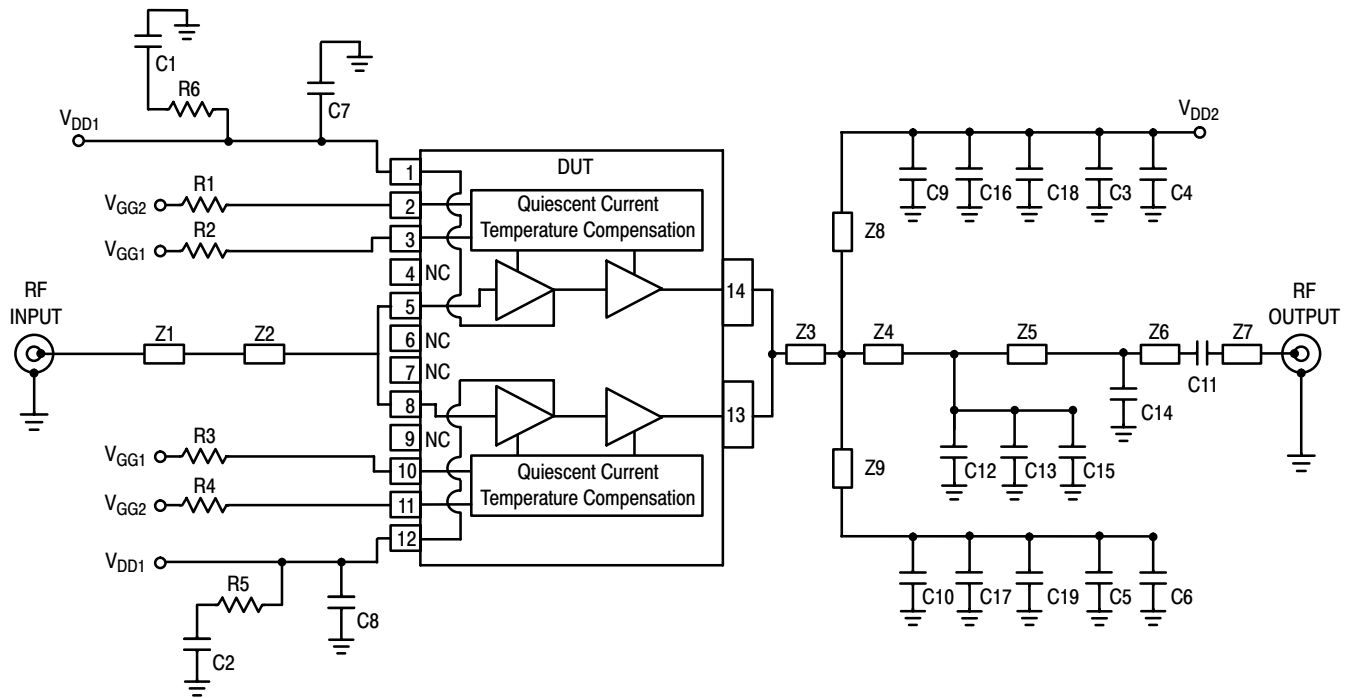 C1
R6
C7
V_DD1
1
DUT
V_DD2
R1
V_GG2
2
Quiescent Current
Temperature Compensation
C9
C16
C18
C3
C4
R2
V_GG1
3
Z8
4
NC
RF
INPUT
5
14
RF
OUTPUT
Z1
Z2
6
NC
Z3
Z4
Z5
Z6
Z7
7
NC
C11
8
13
C14
9
NC
R3
V_GG1
10
Quiescent Current
Temperature Compensation
Z9
C12
C13
C15
R4
V_GG2
11
12
V_DD1
R5
C8
C10
C17
C19
C5
C6
C2